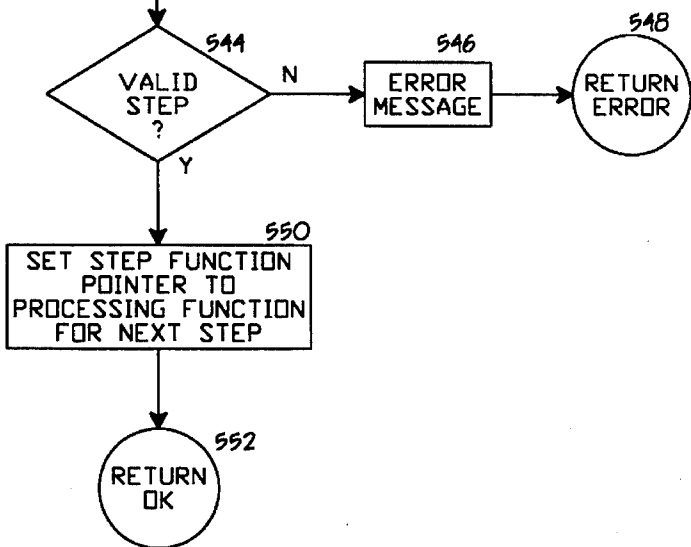 544
VALID
STEP
?
N
Y
546
ERROR
MESSAGE
548
RETURN
ERROR
550
SET STEP FUNCTION
POINTER TO
PROCESSING FUNCTION
FOR NEXT STEP
552
RETURN
OK